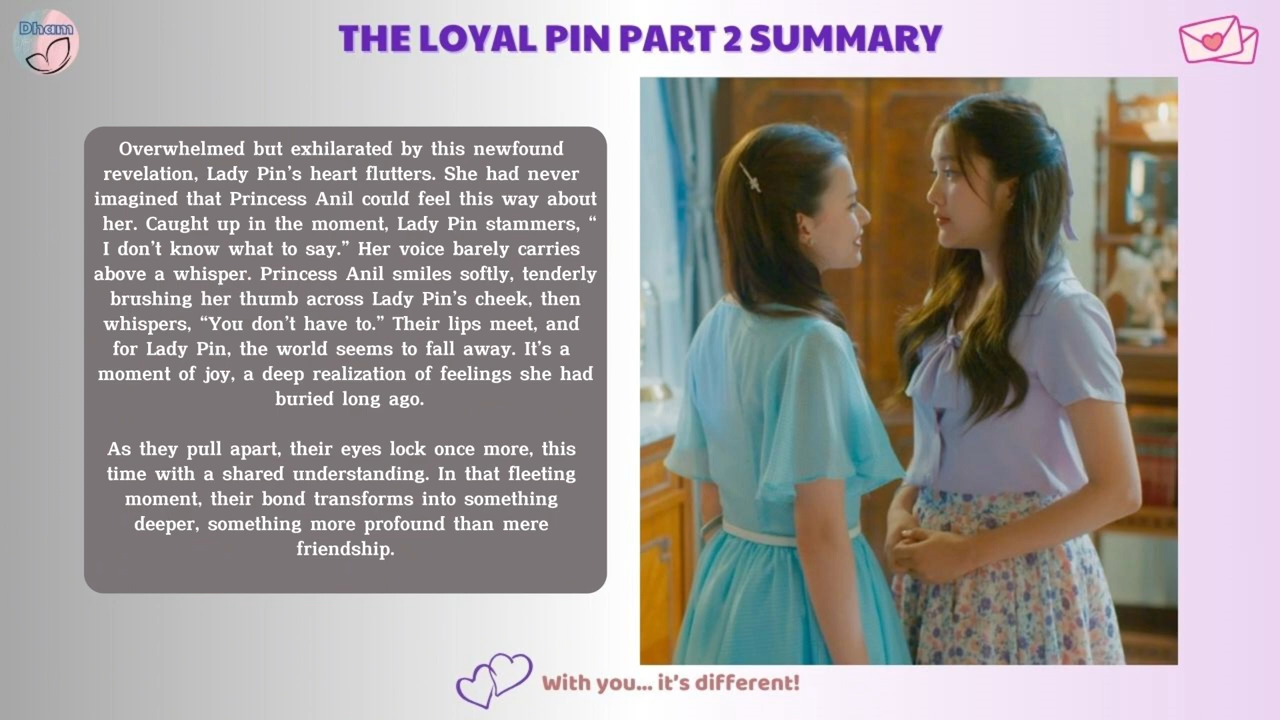 Dham
THE LOYAL PIN PART 2 SUMMARY
Overwhelmed but exhilarated by this newfound
revelation, Lady Pin's heart flutters. She had never
imagined that Princess Anil could feel this way about
her. Caught up in the moment, Lady Pin stammers, “
I don't know what to say.” Her voice barely carries
above a whisper. Princess Anil smiles softly, tenderly
brushing her thumb across Lady Pin's cheek, then
whispers, “You don't have to.” Their lips meet, and
for Lady Pin, the world seems to fall away. It's a
moment of joy, a deep realization of feelings she had
buried long ago.
As they pull apart, their eyes lock once more, this
time with a shared understanding. In that fleeting
moment, their bond transforms into something
deeper, something more profound than mere
friendship.
With you... it's different!